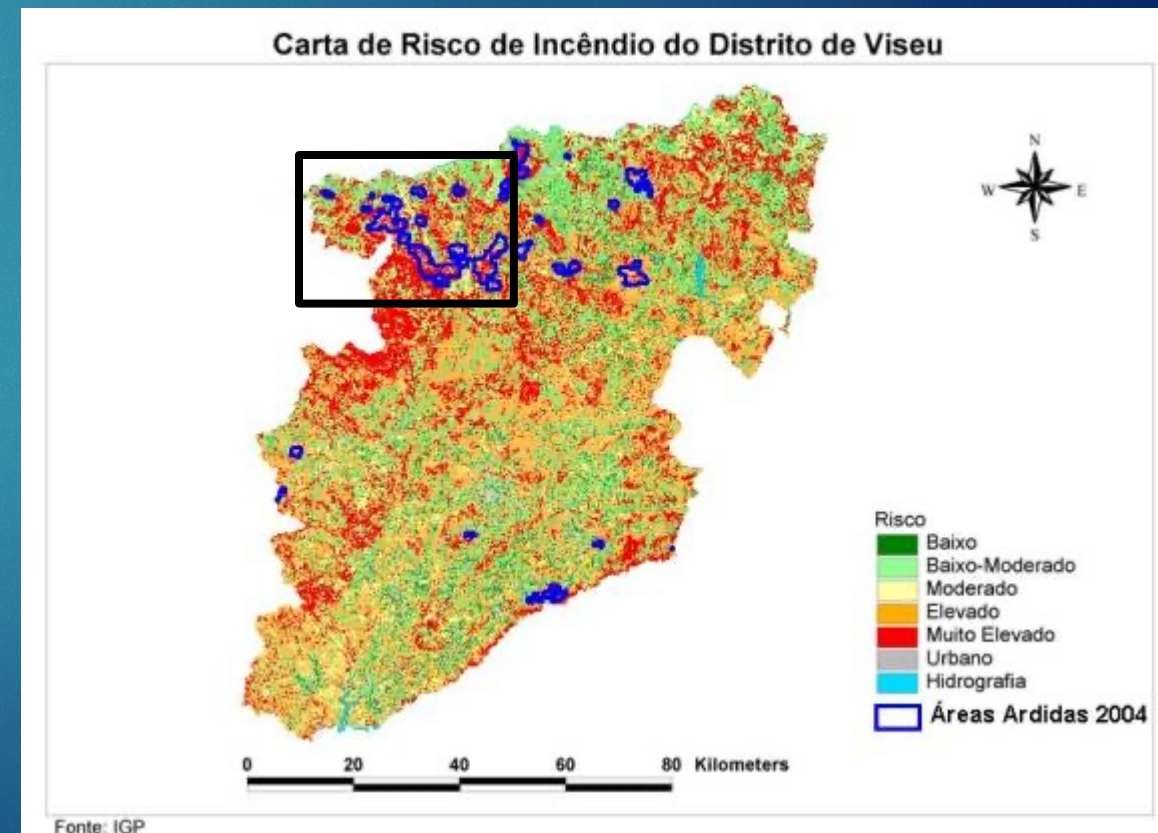 Carta de Risco de Incêndio do Distrito de Viseu
N
W E
S
Risco
Baixo
Baixo-Moderado
Moderado
Elevado
Muito Elevado
Urbano
Hidrografia
Áreas Ardidas 2004
0 20 40 60 80 Kilometers
Fonte: IGP